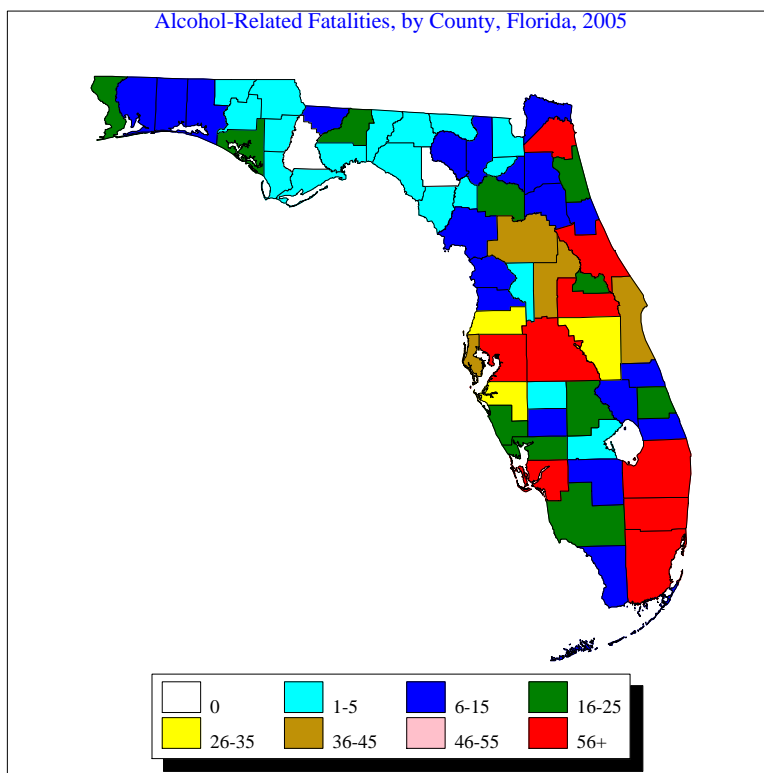 Alcohol-Related Fatalities, by County, Florida, 2005
0 1-5 6-15 16-25
26-35 36-45 46-55 56+